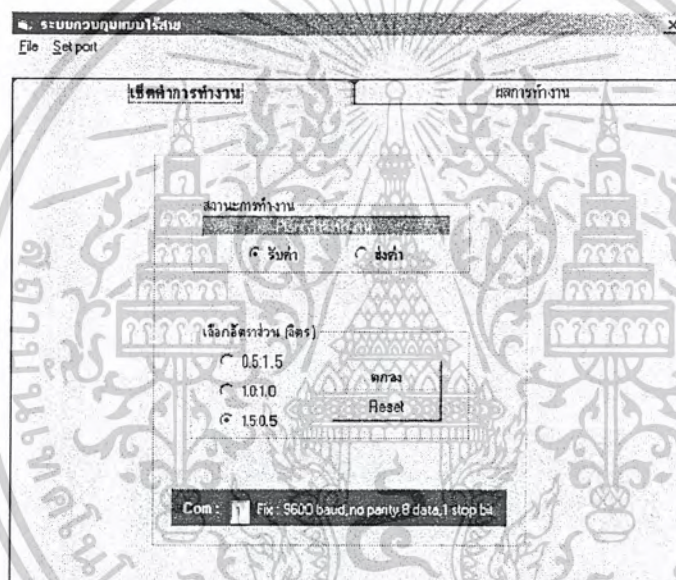 ระบบควบคุมแบบไร้สาย
File Set port
เซ็ตค่าการทำงาน
ผลการทำงาน
สถานะการทำงาน
รับค่า ส่งค่า
เลือกอัตราส่วน (ลิตร)
0.5:1.5
1.0:1.0
1.5:0.5
ตกลง
Reset
Com : 1 Fix : 9600 baud,no parity,8 data,1 stop bit